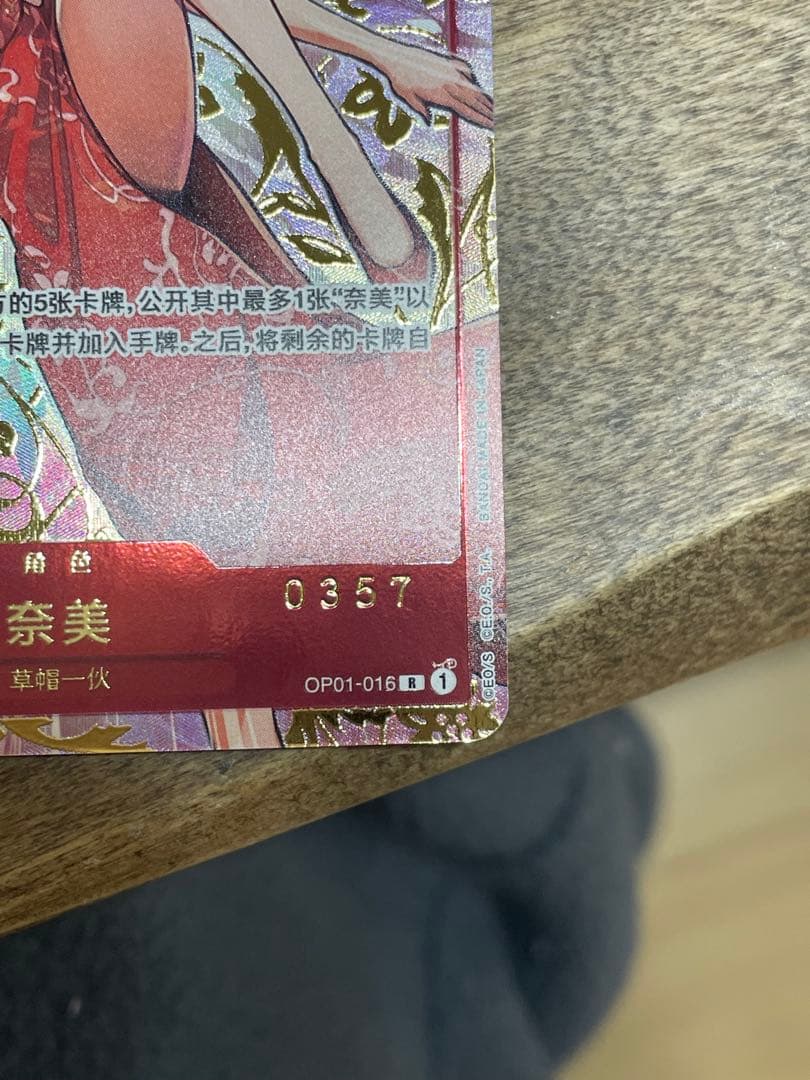 的5张卡牌,公开其中最多1张“奈美”以
卡牌并加入手牌。之后,将剩余的卡牌自
角色
0357
奈美
草帽一伙
OP01-016 R 1
©EO/S ©E.O./S., T.A. BANDAI MADE IN JAPAN